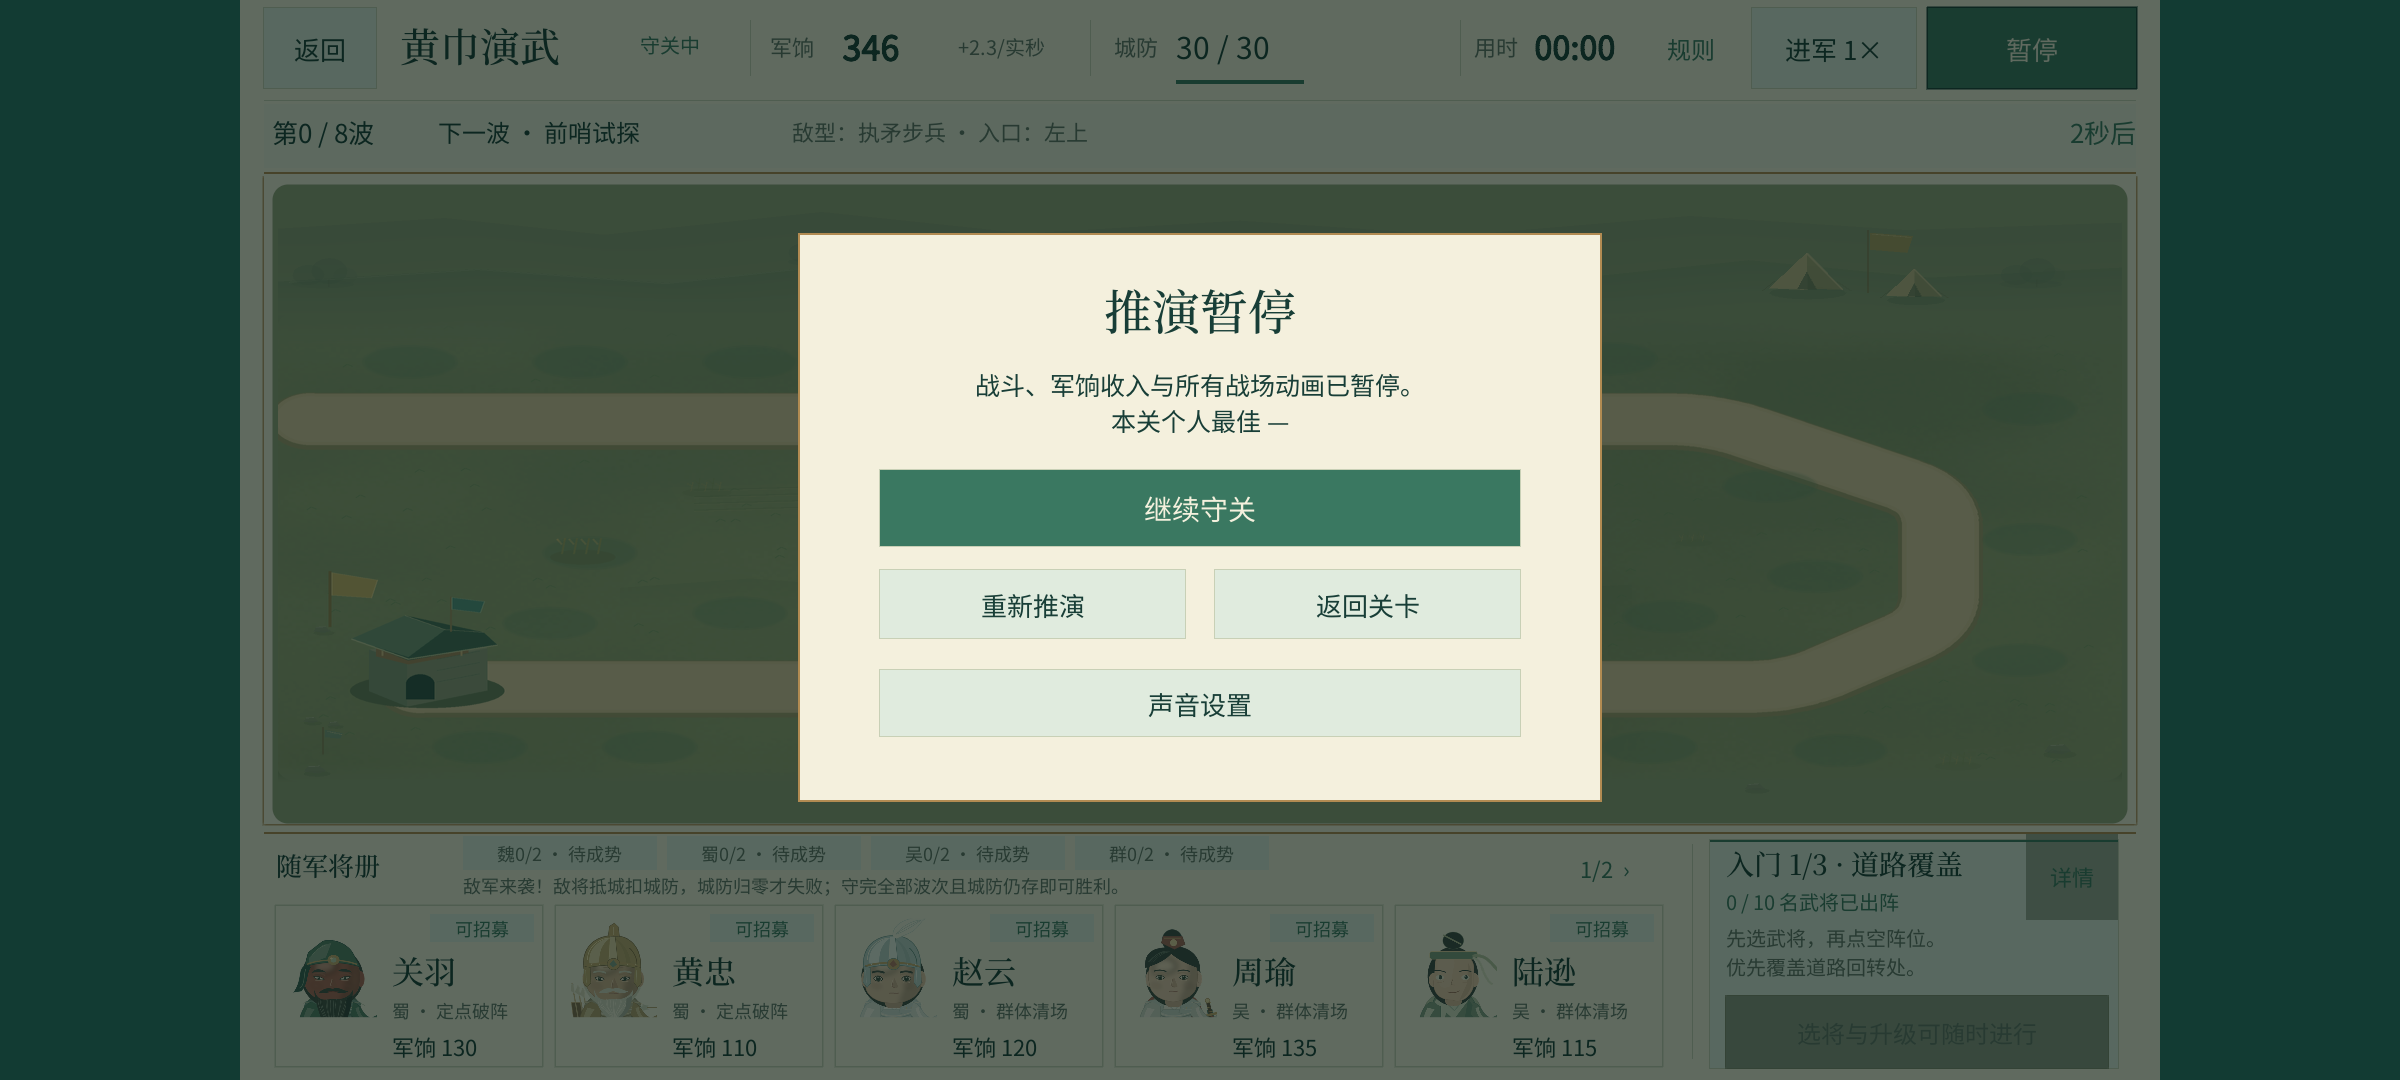 返回
黄巾演武
守关中
军饷 346 +2.3/实秒
城防 30 / 30
用时 00:00
规则
进军 1×
暂停
第0 / 8波
下一波 · 前哨试探
敌型：执矛步兵 · 入口：左上
2秒后
推演暂停
战斗、军饷收入与所有战场动画已暂停。
本关个人最佳 —
继续守关
重新推演
返回关卡
声音设置
随军将册
魏0/2 · 待成势
蜀0/2 · 待成势
吴0/2 · 待成势
群0/2 · 待成势
敌军来袭！敌将抵城扣城防，城防归零才失败；守完全部波次且城防仍存即可胜利。
1/2 ›
可招募
关羽
蜀 · 定点破阵
军饷 130
可招募
黄忠
蜀 · 定点破阵
军饷 110
可招募
赵云
蜀 · 群体清场
军饷 120
可招募
周瑜
吴 · 群体清场
军饷 135
可招募
陆逊
吴 · 群体清场
军饷 115
入门 1/3 · 道路覆盖
详情
0 / 10 名武将已出阵
先选武将，再点空阵位。
优先覆盖道路回转处。
选将与升级可随时进行